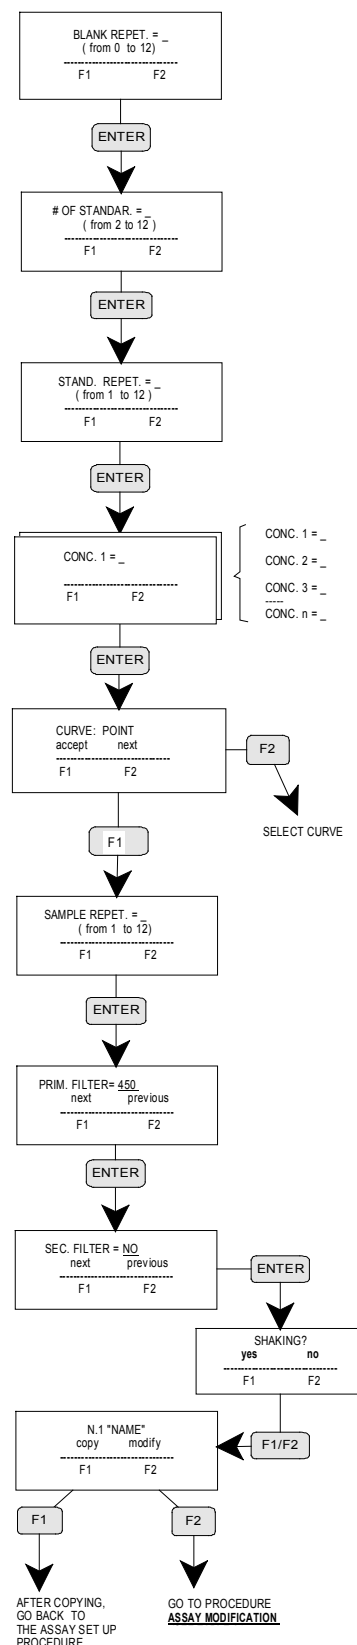 BLANK REPET. = _
( from 0 to 12)
--------------------------------
F1 F2
ENTER
# OF STANDAR. = _
( from 2 to 12 )
--------------------------------
F1 F2
ENTER
STAND. REPET. = _
( from 1 to 12 )
--------------------------------
F1 F2
ENTER
CONC. 1 = _
--------------------------------
F1 F2
CONC. 1 = _
CONC. 2 = _
CONC. 3 = _
-----
CONC. n = _
ENTER
CURVE: POINT
accept next
--------------------------------
F1 F2
F2
SELECT CURVE
F1
SAMPLE REPET. = _
( from 1 to 12)
--------------------------------
F1 F2
ENTER
PRIM. FILTER= 450
next previous
--------------------------------
F1 F2
ENTER
SEC. FILTER = NO
next previous
--------------------------------
F1 F2
ENTER
SHAKING?
yes no
--------------------------------
F1 F2
F1/F2
N.1 "NAME"
copy modify
--------------------------------
F1 F2
F1
F2
AFTER COPYING,
GO BACK TO
THE ASSAY SET UP
PROCEDURE
GO TO PROCEDURE
ASSAY MODIFICATION